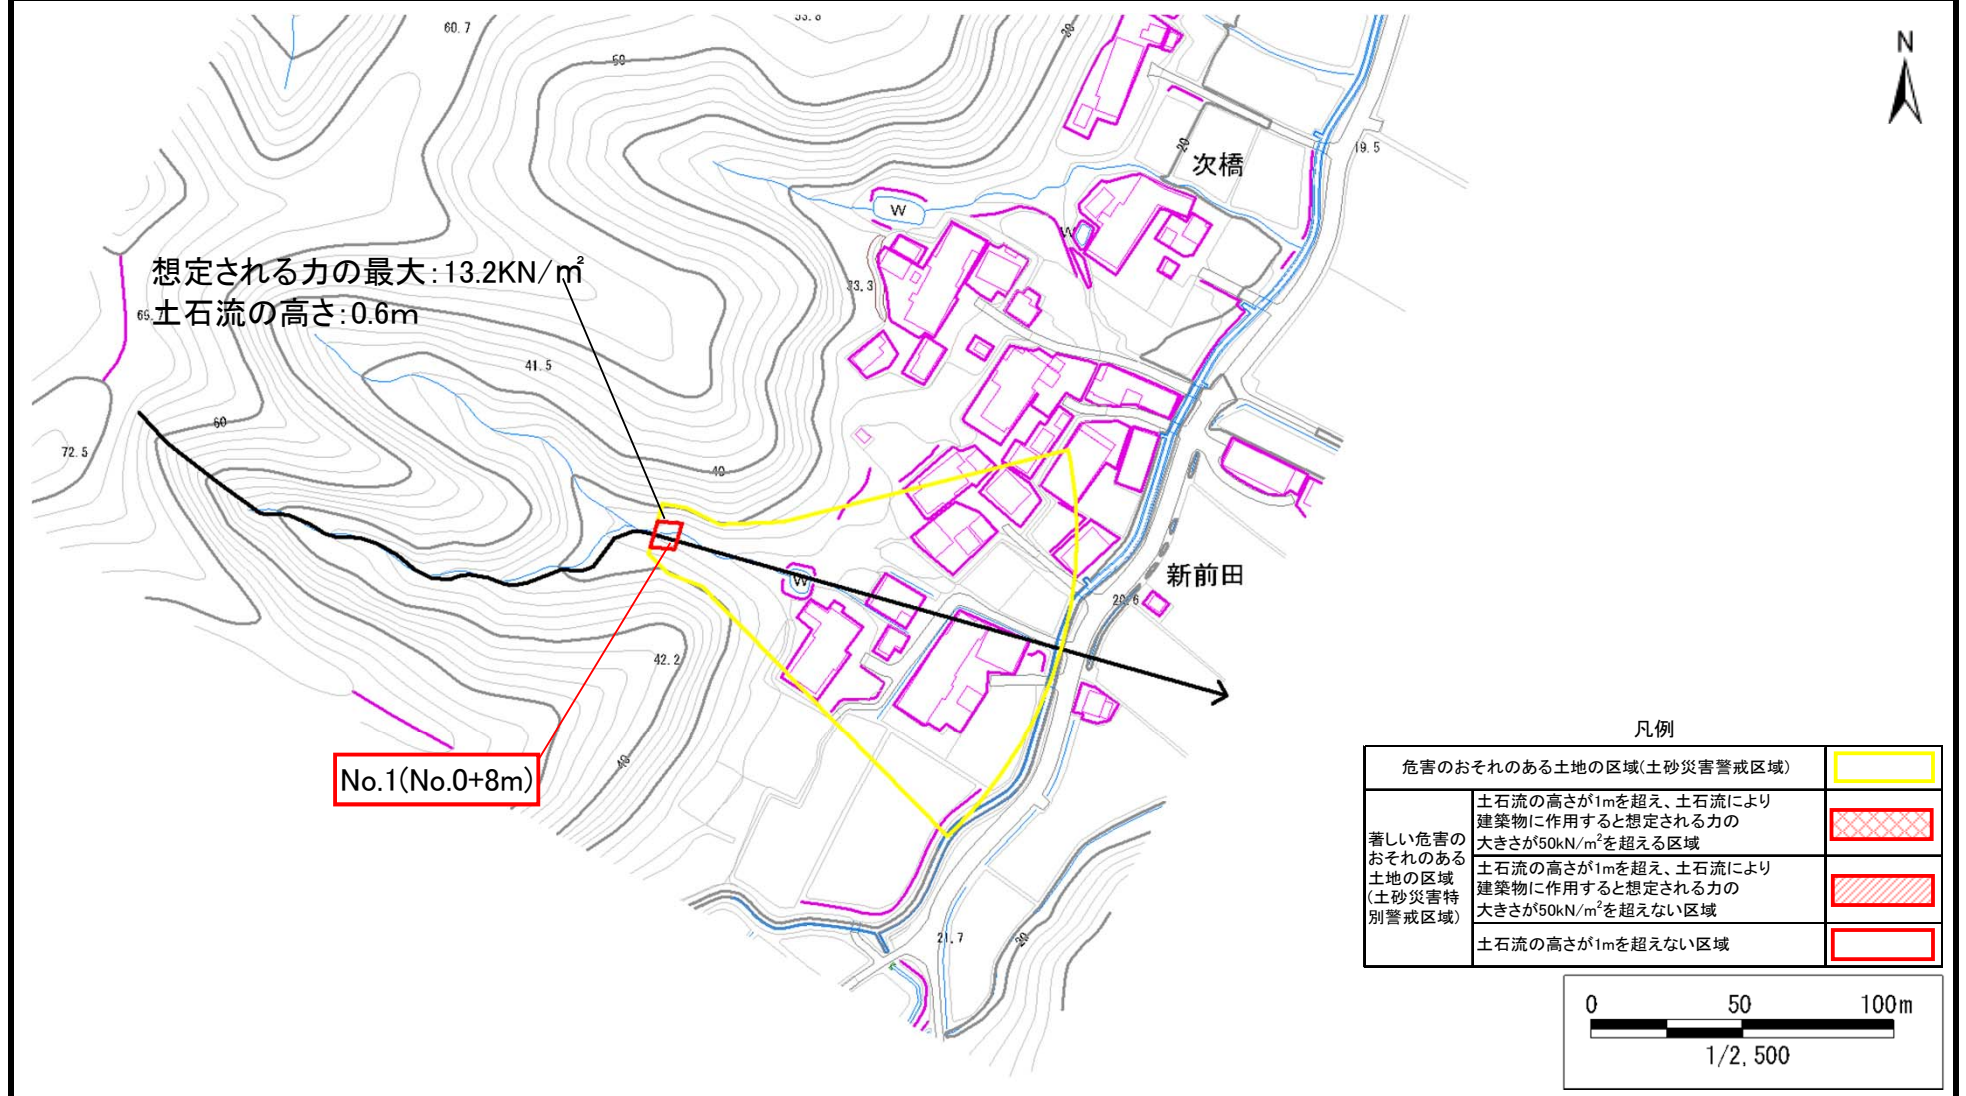 60.7
53.8
50
20
N
19.5
20
次橋
W
W
想定される力の最大:13.2KN/㎡
33.3
土石流の高さ:0.6m
41.5
60
72.5
40
W
新前田
20.6
42.2
40
No.1(No.0+8m)
凡例
危害のおそれのある土地の区域(土砂災害警戒区域)
著しい危害の
おそれのある
土地の区域
(土砂災害特
別警戒区域)
土石流の高さが1mを超え、土石流により
建築物に作用すると想定される力の
大きさが50kN/m²を超える区域
土石流の高さが1mを超え、土石流により
建築物に作用すると想定される力の
大きさが50kN/m²を超えない区域
土石流の高さが1mを超えない区域
21.7
20
0 50 100m
1/2,500